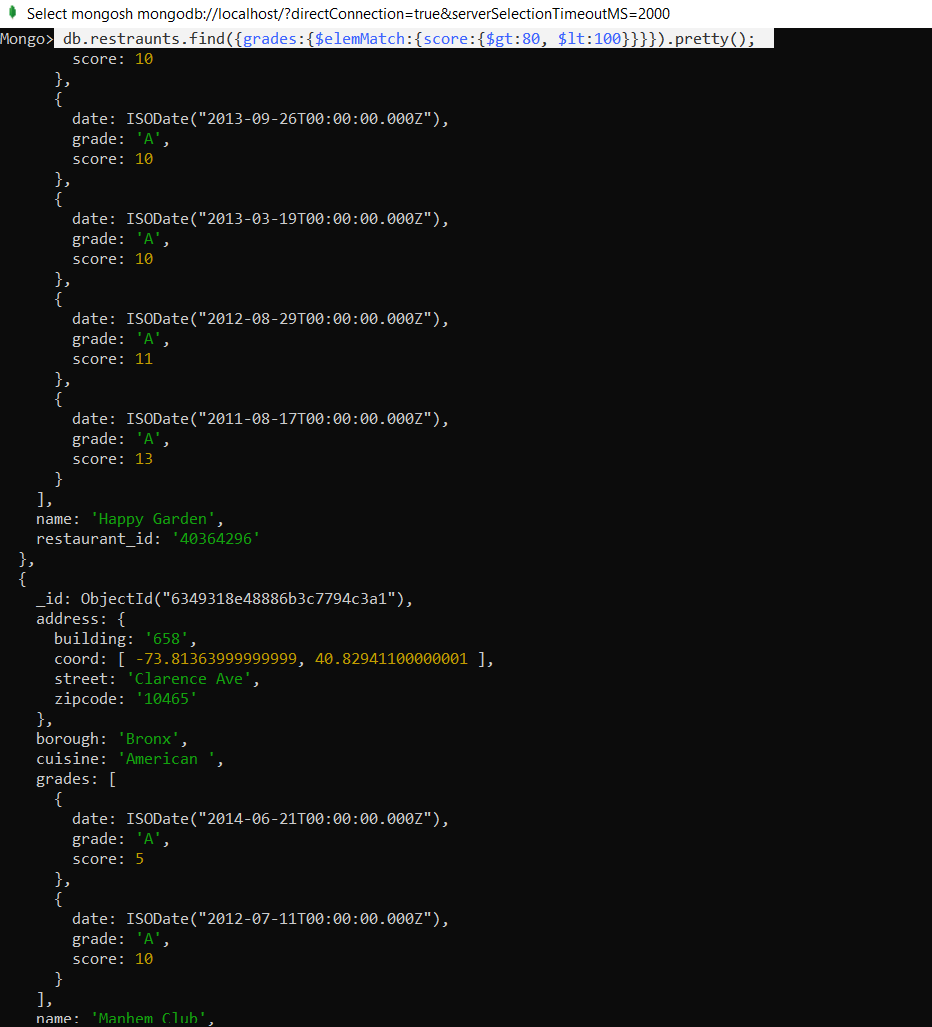 Select mongosh mongodb://localhost/?directConnection=true&serverSelectionTimeoutMS=2000
Mongo> db.restraunts.find({grades:{$elemMatch:{score:{$gt:80, $lt:100}}}}).pretty();
score: 10
},
{
date: ISODate("2013-09-26T00:00:00.000Z"),
grade: 'A',
score: 10
},
{
date: ISODate("2013-03-19T00:00:00.000Z"),
grade: 'A',
score: 10
},
{
date: ISODate("2012-08-29T00:00:00.000Z"),
grade: 'A',
score: 11
},
{
date: ISODate("2011-08-17T00:00:00.000Z"),
grade: 'A',
score: 13
}
],
name: 'Happy Garden',
restaurant_id: '40364296'
},
{
_id: ObjectId("6349318e48886b3c7794c3a1"),
address: {
building: '658',
coord: [ -73.81363999999999, 40.82941100000001 ],
street: 'Clarence Ave',
zipcode: '10465'
},
borough: 'Bronx',
cuisine: 'American ',
grades: [
{
date: ISODate("2014-06-21T00:00:00.000Z"),
grade: 'A',
score: 5
},
{
date: ISODate("2012-07-11T00:00:00.000Z"),
grade: 'A',
score: 10
}
],
name: 'Manhem Club',